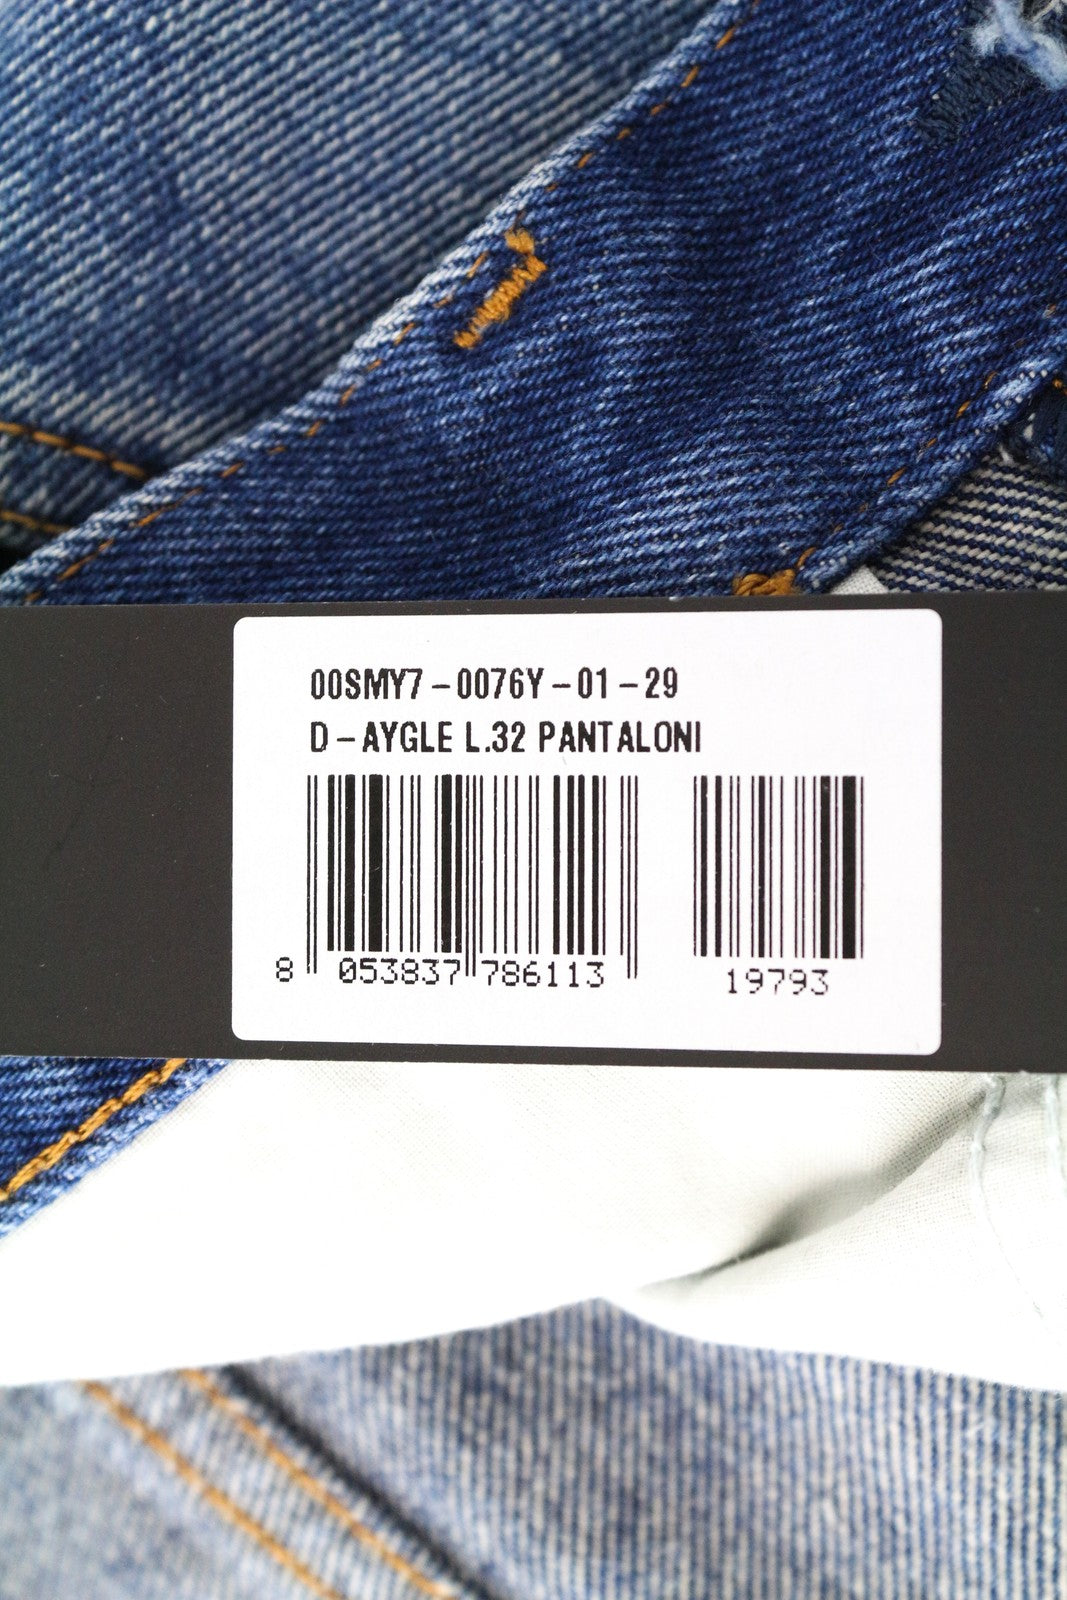 00SMY7-0076Y-01-29
D-AYGLE L.32 PANTALONI
8 053837 786113
19793